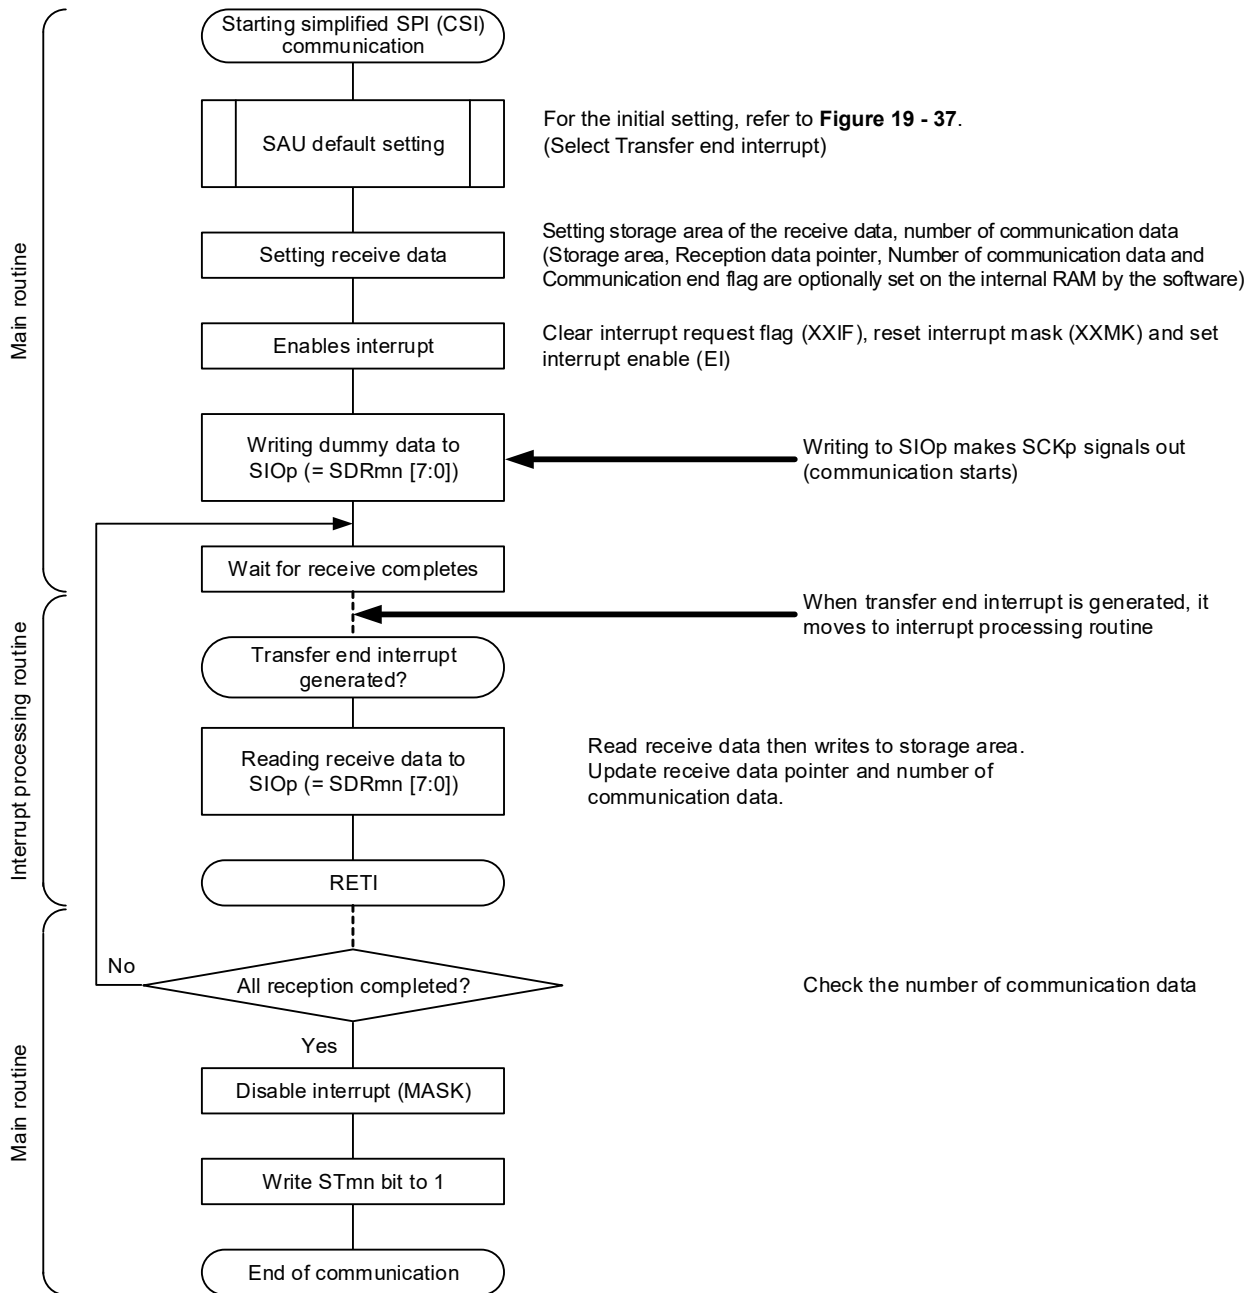 Starting simplified SPI (CSI)
communication
SAU default setting
For the initial setting, refer to Figure 19 - 37.
(Select Transfer end interrupt)
Main routine
Setting receive data
Setting storage area of the receive data, number of communication data
(Storage area, Reception data pointer, Number of communication data and
Communication end flag are optionally set on the internal RAM by the software)
Enables interrupt
Clear interrupt request flag (XXIF), reset interrupt mask (XXMK) and set
interrupt enable (EI)
Writing dummy data to
SIOp (= SDRmn [7:0])
Writing to SIOp makes SCKp signals out
(communication starts)
Wait for receive completes
When transfer end interrupt is generated, it
moves to interrupt processing routine
Interrupt processing routine
Transfer end interrupt
generated?
Reading receive data to
SIOp (= SDRmn [7:0])
Read receive data then writes to storage area.
Update receive data pointer and number of
communication data.
RETI
No
All reception completed?
Check the number of communication data
Yes
Main routine
Disable interrupt (MASK)
Write STmn bit to 1
End of communication